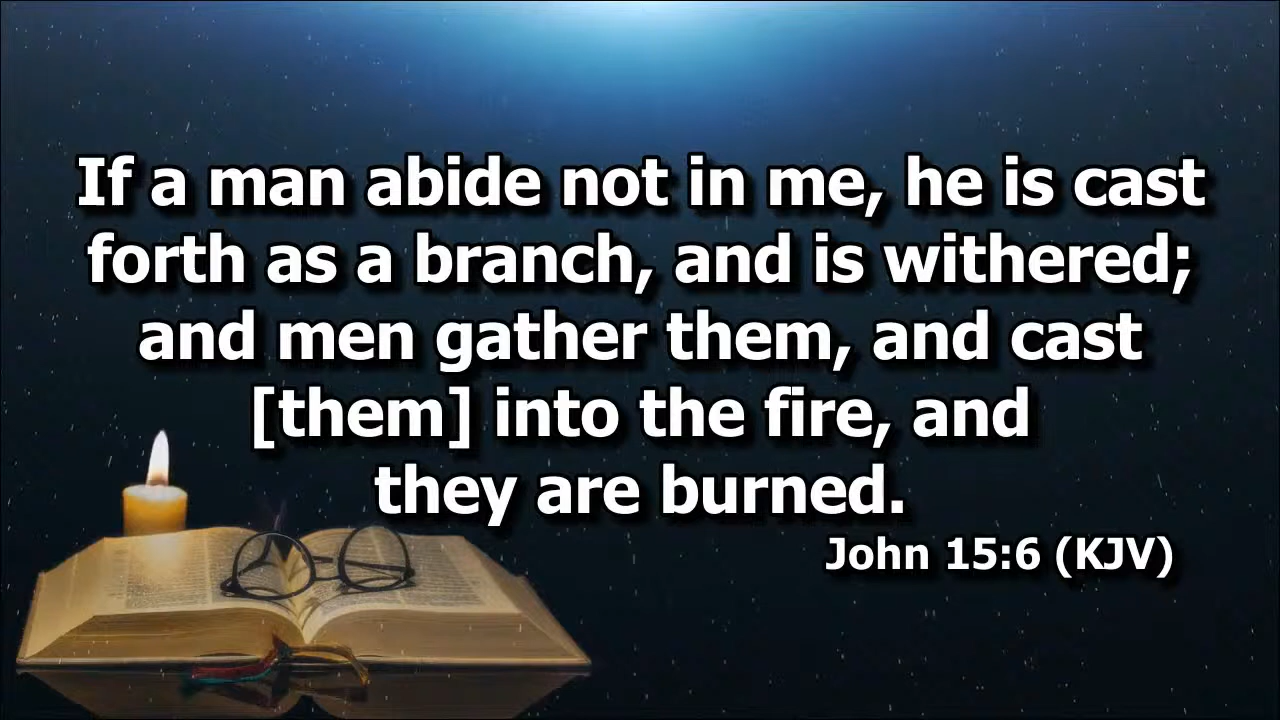 If a man abide not in me, he is cast
forth as a branch, and is withered;
and men gather them, and cast
[them] into the fire, and
they are burned.
John 15:6 (KJV)